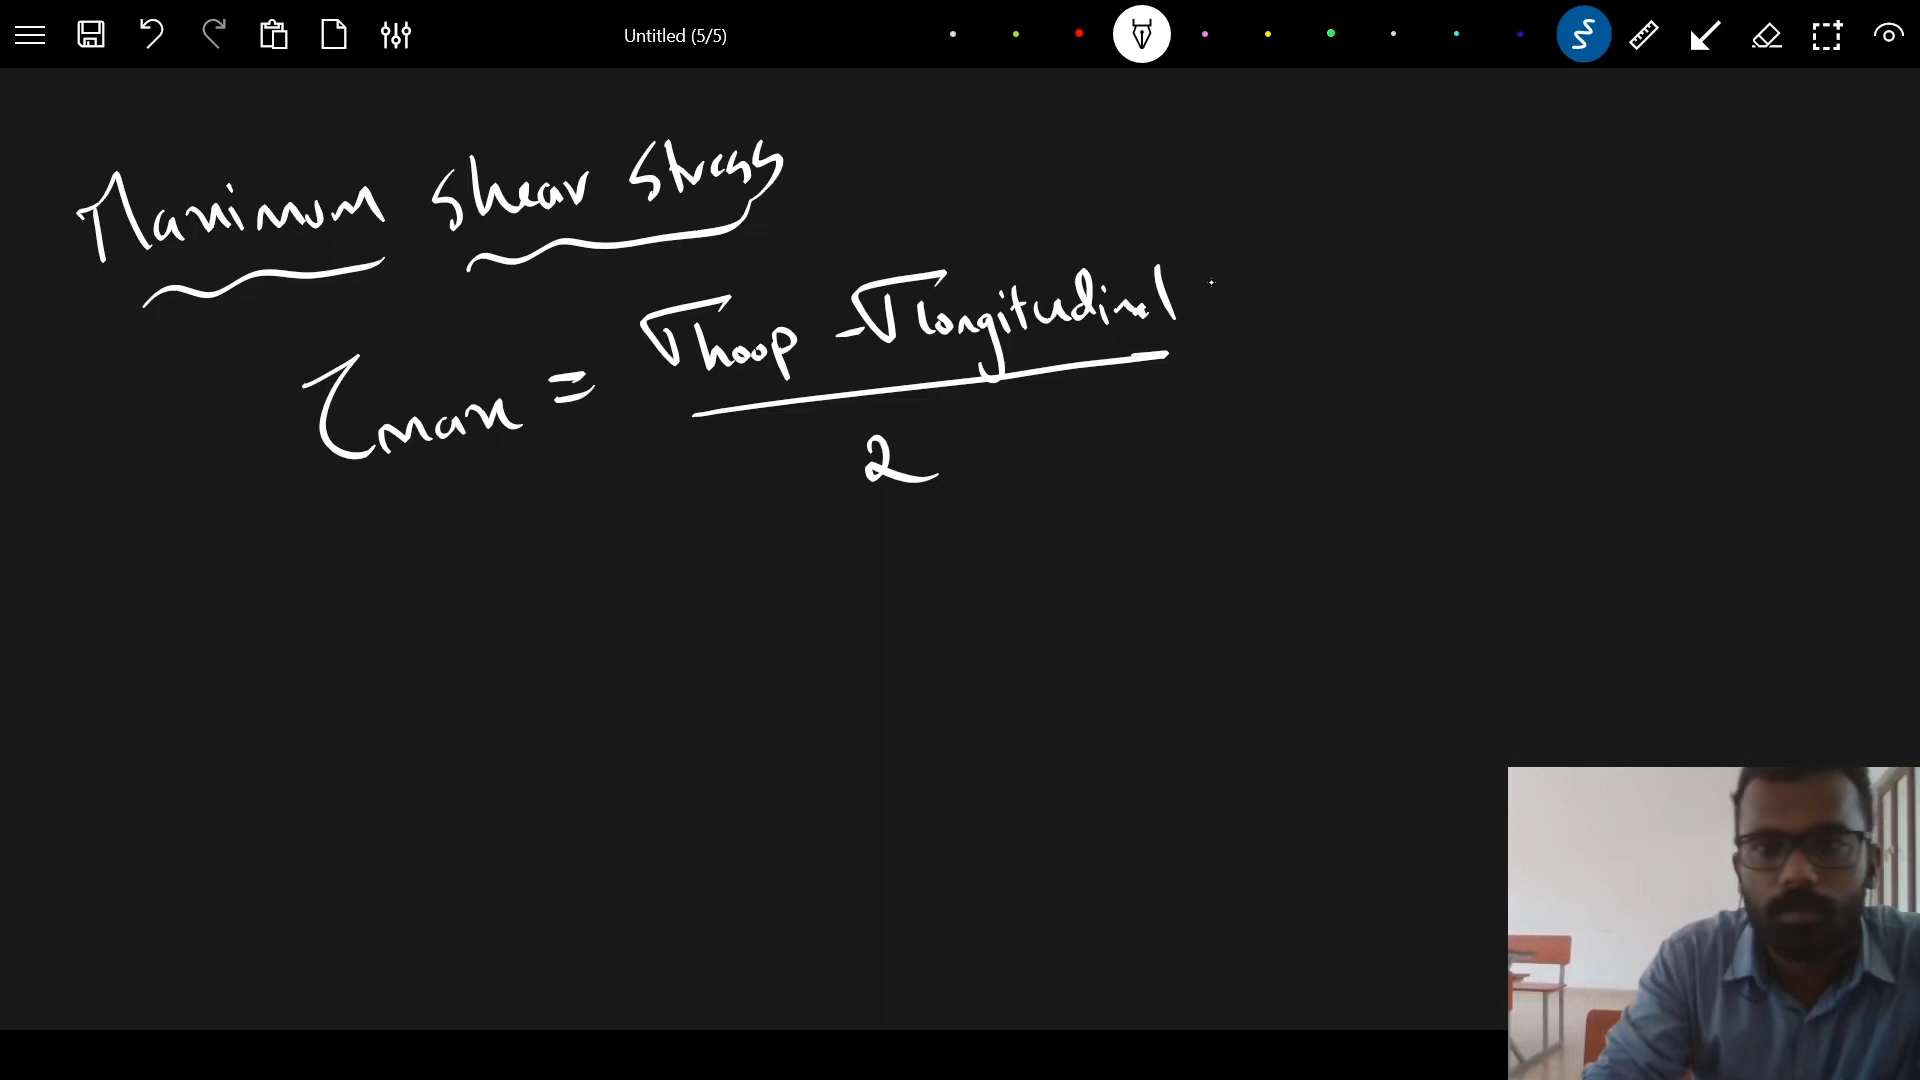 Untitled (5/5)
Maximum shear stress
τmax = σhoop - σlongitudinal
2